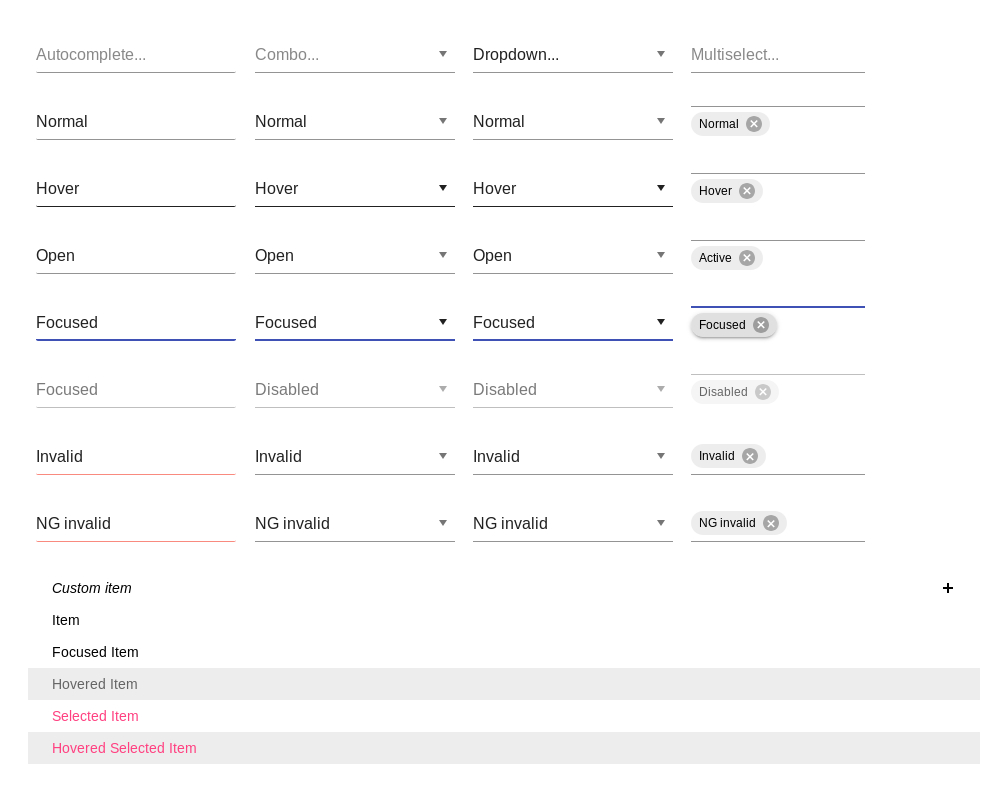 Autocomplete... Combo... Dropdown... Multiselect...
Normal Normal Normal Normal
Hover Hover Hover Hover
Open Open Open Active
Focused Focused Focused Focused
Focused Disabled Disabled Disabled
Invalid Invalid Invalid Invalid
NG invalid NG invalid NG invalid NG invalid
Custom item
Item
Focused Item
Hovered Item
Selected Item
Hovered Selected Item